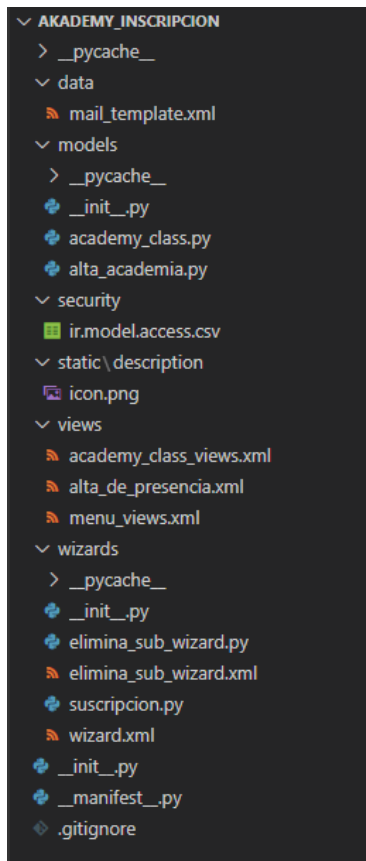 AKADEMY_INSCRIPCION
__pycache__
data
mail_template.xml
models
__pycache__
__init__.py
academy_class.py
alta_academia.py
security
ir.model.access.csv
static\description
icon.png
views
academy_class_views.xml
alta_de_presencia.xml
menu_views.xml
wizards
__pycache__
__init__.py
elimina_sub_wizard.py
elimina_sub_wizard.xml
suscripcion.py
wizard.xml
__init__.py
__manifest__.py
.gitignore